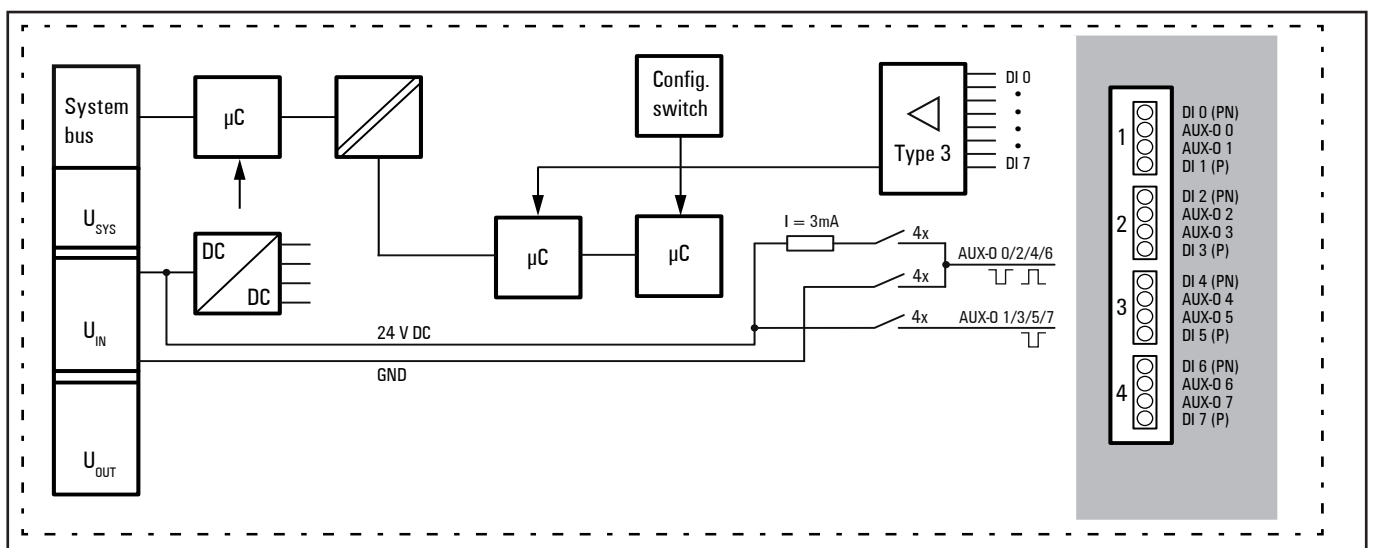 System
bus
U SYS
U IN
U OUT
µC
DC
DC
Config.
switch
µC
µC
Type 3
DI 0
DI 7
I = 3mA
4x
4x
4x
AUX-O 0/2/4/6
AUX-O 1/3/5/7
24 V DC
GND
1
DI 0 (PN)
AUX-O 0
AUX-O 1
DI 1 (P)
2
DI 2 (PN)
AUX-O 2
AUX-O 3
DI 3 (P)
3
DI 4 (PN)
AUX-O 4
AUX-O 5
DI 5 (P)
4
DI 6 (PN)
AUX-O 6
AUX-O 7
DI 7 (P)